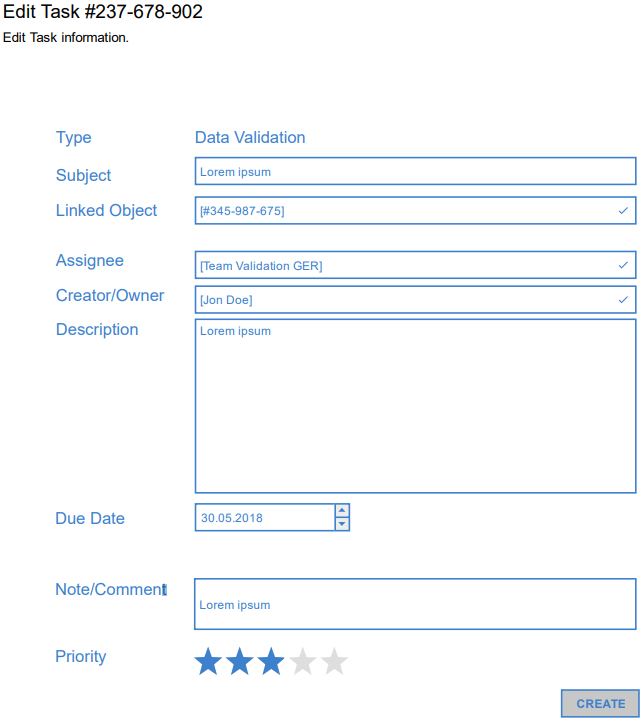 Edit Task #237-678-902
Edit Task information.
Type Data Validation
Subject Lorem ipsum
Linked Object [#345-987-675]
Assignee [Team Validation GER]
Creator/Owner [Jon Doe]
Description Lorem ipsum
Due Date 30.05.2018
Note/Comment Lorem ipsum
Priority
CREATE